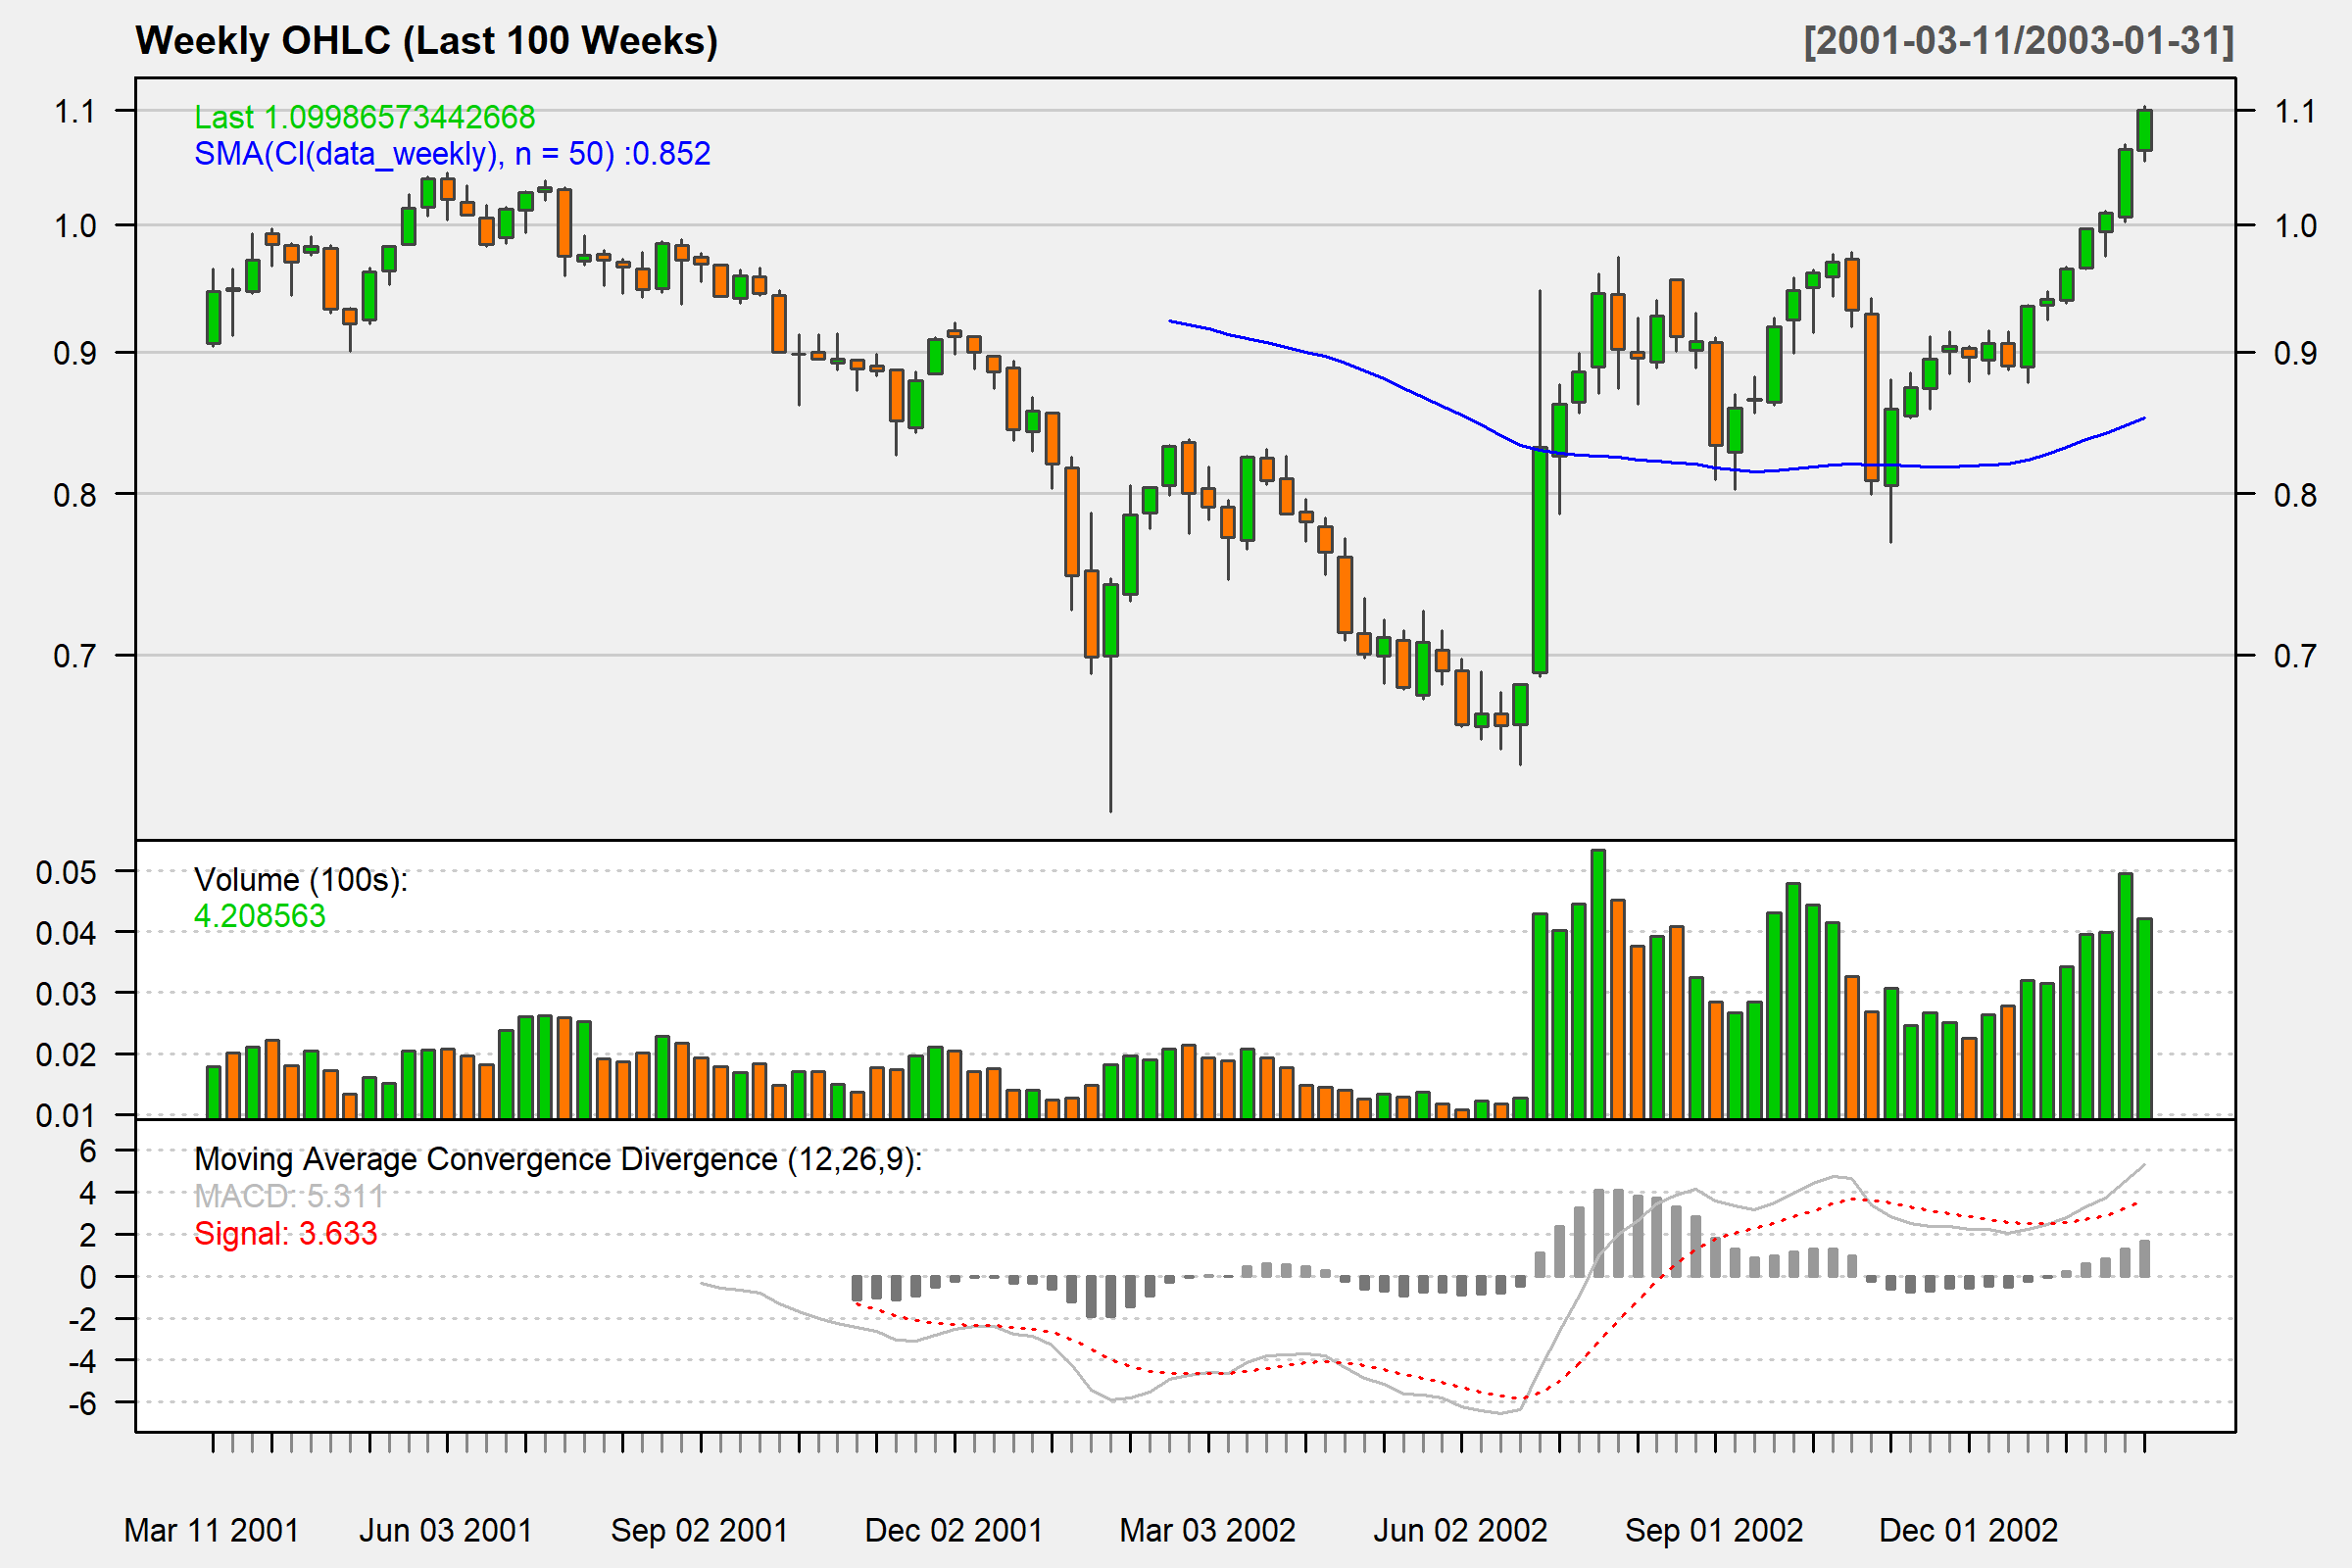 Weekly OHLC (Last 100 Weeks) [2001-03-11/2003-01-31]
Last 1.09986573442668
SMA(Cl(data_weekly), n = 50) :0.852
1.1 1.1
1.0 1.0
0.9 0.9
0.8 0.8
0.7 0.7
Volume (100s):
4.208563
0.05
0.04
0.03
0.02
0.01
Moving Average Convergence Divergence (12,26,9):
MACD: 5.311
Signal: 3.633
6
4
2
0
-2
-4
-6
Mar 11 2001 Jun 03 2001 Sep 02 2001 Dec 02 2001 Mar 03 2002 Jun 02 2002 Sep 01 2002 Dec 01 2002